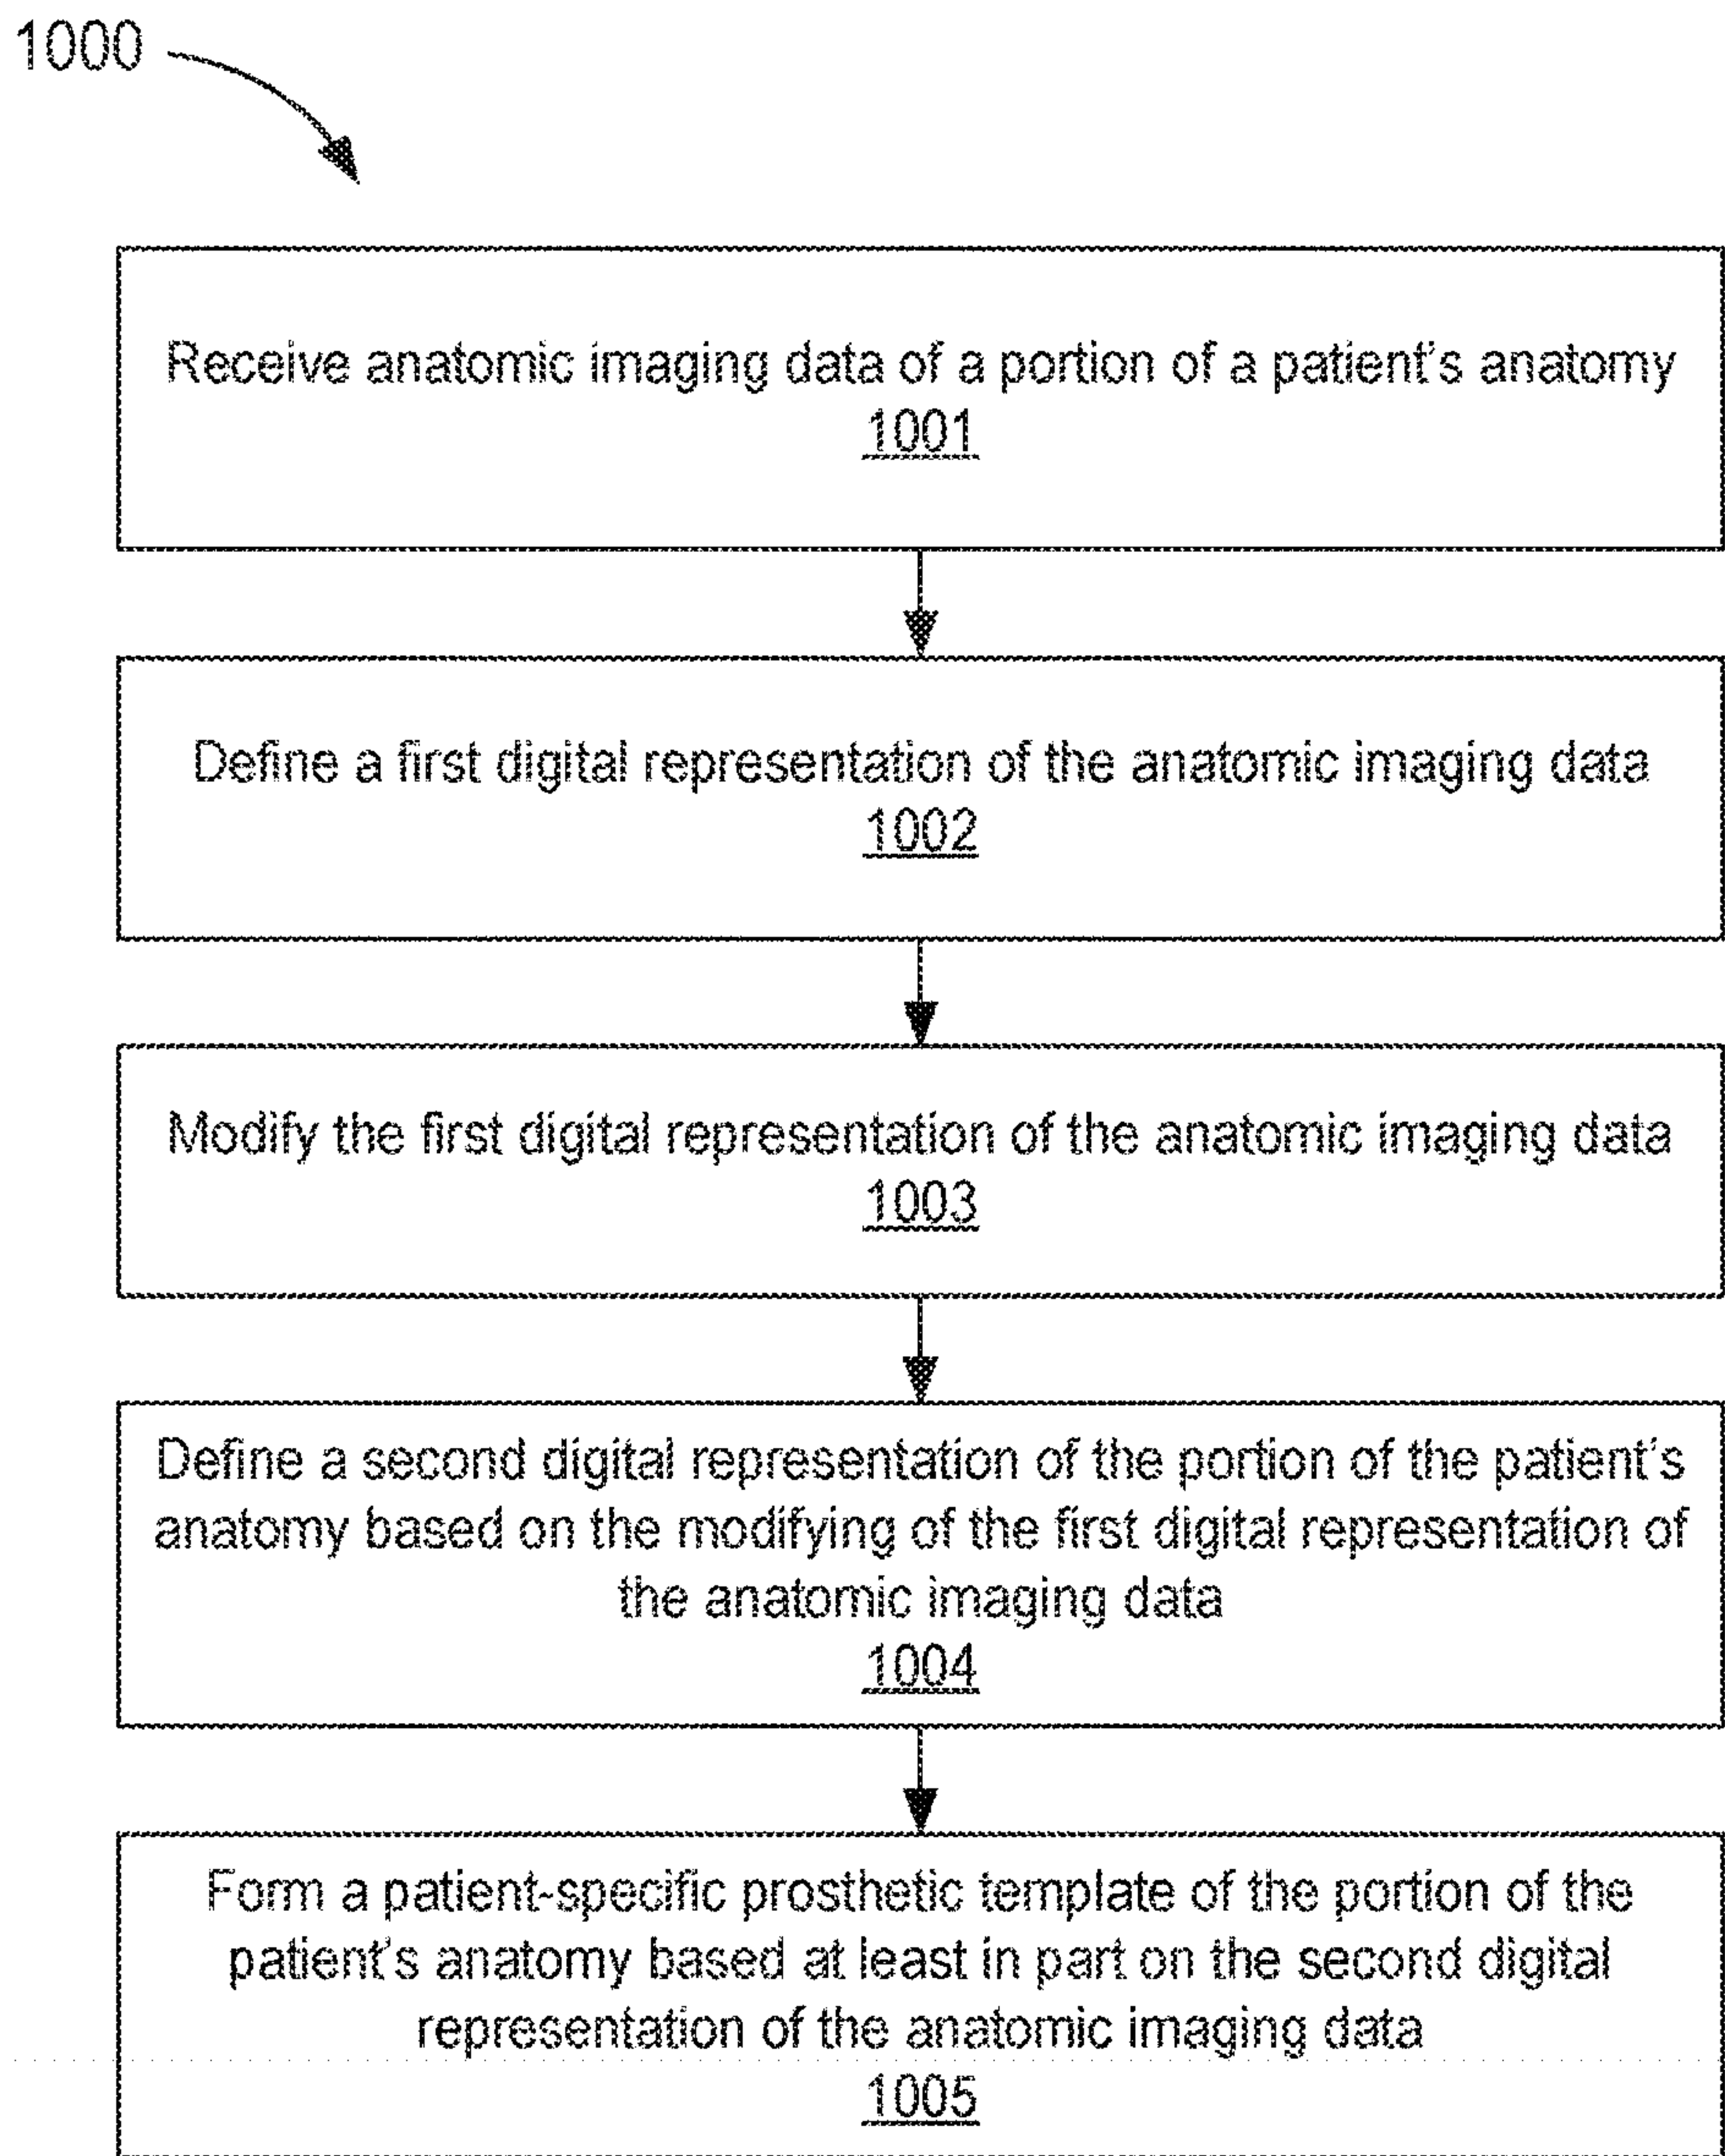 1000
Receive anatomic imaging data of a portion of a patient's anatomy
1001
Define a first digital representation of the anatomic imaging data
1002
Modify the first digital representation of the anatomic imaging data
1003
Define a second digital representation of the portion of the patient's
anatomy based on the modifying of the first digital representation of
the anatomic imaging data
1004
Form a patient-specific prosthetic template of the portion of the
patient's anatomy based at least in part on the second digital
representation of the anatomic imaging data
1005